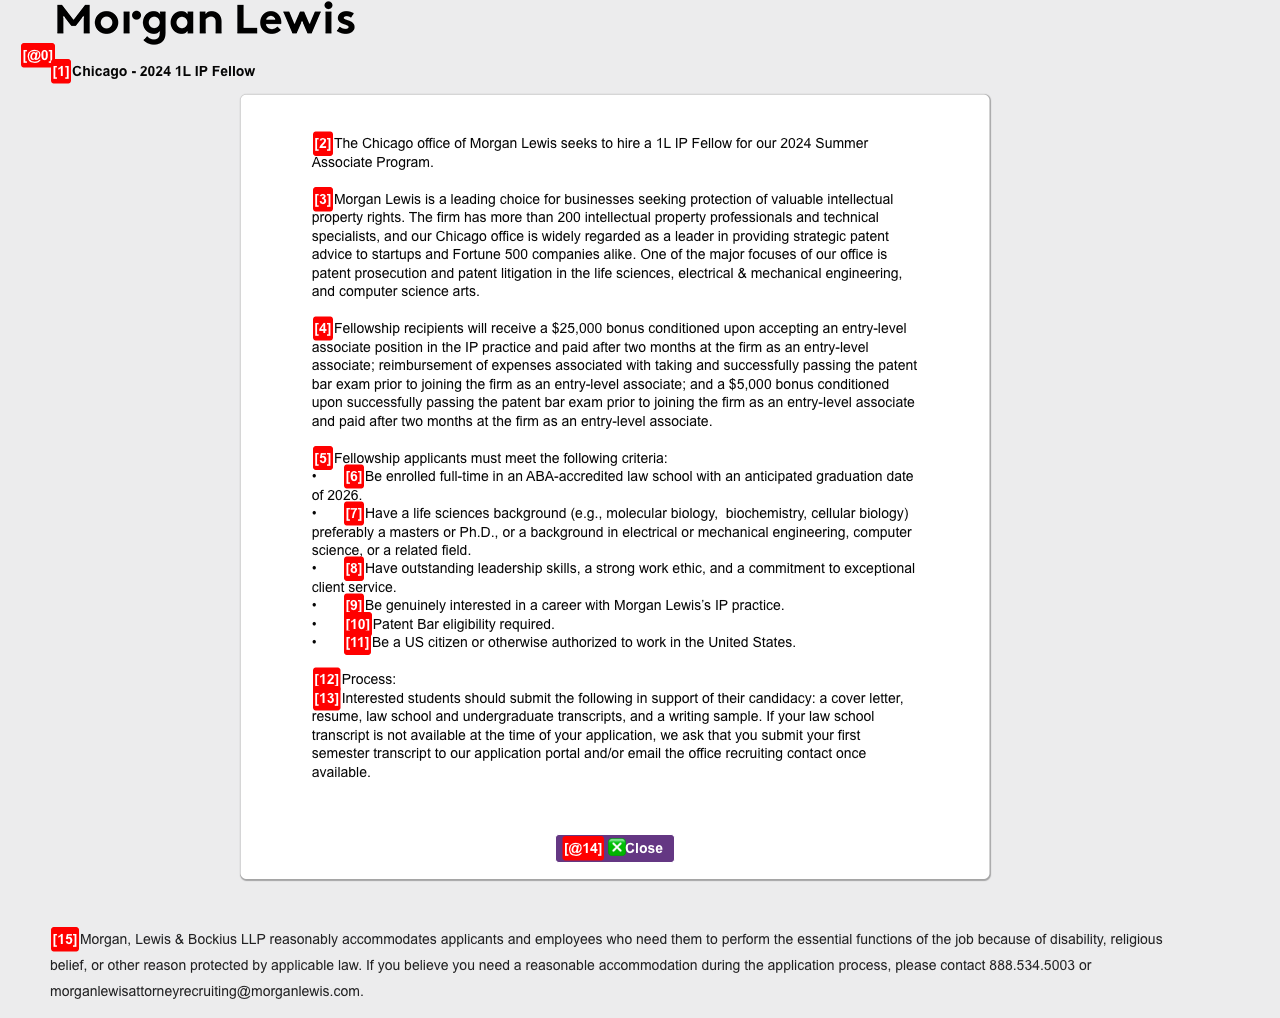 Morgan Lewis
[@0]
[1] Chicago - 2024 1L IP Fellow
[2] The Chicago office of Morgan Lewis seeks to hire a 1L IP Fellow for our 2024 Summer
Associate Program.
[3] Morgan Lewis is a leading choice for businesses seeking protection of valuable intellectual
property rights. The firm has more than 200 intellectual property professionals and technical
specialists, and our Chicago office is widely regarded as a leader in providing strategic patent
advice to startups and Fortune 500 companies alike. One of the major focuses of our office is
patent prosecution and patent litigation in the life sciences, electrical & mechanical engineering,
and computer science arts.
[4] Fellowship recipients will receive a $25,000 bonus conditioned upon accepting an entry-level
associate position in the IP practice and paid after two months at the firm as an entry-level
associate; reimbursement of expenses associated with taking and successfully passing the patent
bar exam prior to joining the firm as an entry-level associate; and a $5,000 bonus conditioned
upon successfully passing the patent bar exam prior to joining the firm as an entry-level associate
and paid after two months at the firm as an entry-level associate.
[5] Fellowship applicants must meet the following criteria:
• [6] Be enrolled full-time in an ABA-accredited law school with an anticipated graduation date
of 2026.
• [7] Have a life sciences background (e.g., molecular biology,  biochemistry, cellular biology)
preferably a masters or Ph.D., or a background in electrical or mechanical engineering, computer
science, or a related field.
• [8] Have outstanding leadership skills, a strong work ethic, and a commitment to exceptional
client service.
• [9] Be genuinely interested in a career with Morgan Lewis’s IP practice.
• [10] Patent Bar eligibility required.
• [11] Be a US citizen or otherwise authorized to work in the United States.
[12] Process:
[13] Interested students should submit the following in support of their candidacy: a cover letter,
resume, law school and undergraduate transcripts, and a writing sample. If your law school
transcript is not available at the time of your application, we ask that you submit your first
semester transcript to our application portal and/or email the office recruiting contact once
available.
[@14] Close
[15] Morgan, Lewis & Bockius LLP reasonably accommodates applicants and employees who need them to perform the essential functions of the job because of disability, religious
belief, or other reason protected by applicable law. If you believe you need a reasonable accommodation during the application process, please contact 888.534.5003 or
morganlewisattorneyrecruiting@morganlewis.com.